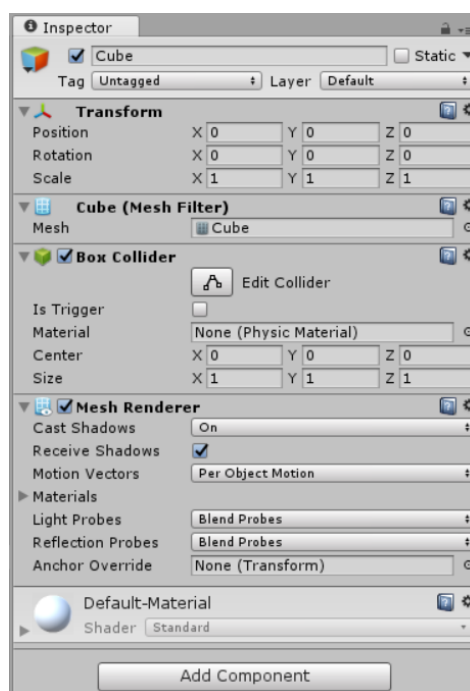 Inspector
Cube Static
Tag Untagged Layer Default
Transform
Position X 0 Y 0 Z 0
Rotation X 0 Y 0 Z 0
Scale X 1 Y 1 Z 1
Cube (Mesh Filter)
Mesh Cube
Box Collider
Edit Collider
Is Trigger
Material None (Physic Material)
Center X 0 Y 0 Z 0
Size X 1 Y 1 Z 1
Mesh Renderer
Cast Shadows On
Receive Shadows
Motion Vectors Per Object Motion
Materials
Light Probes Blend Probes
Reflection Probes Blend Probes
Anchor Override None (Transform)
Default-Material
Shader Standard
Add Component